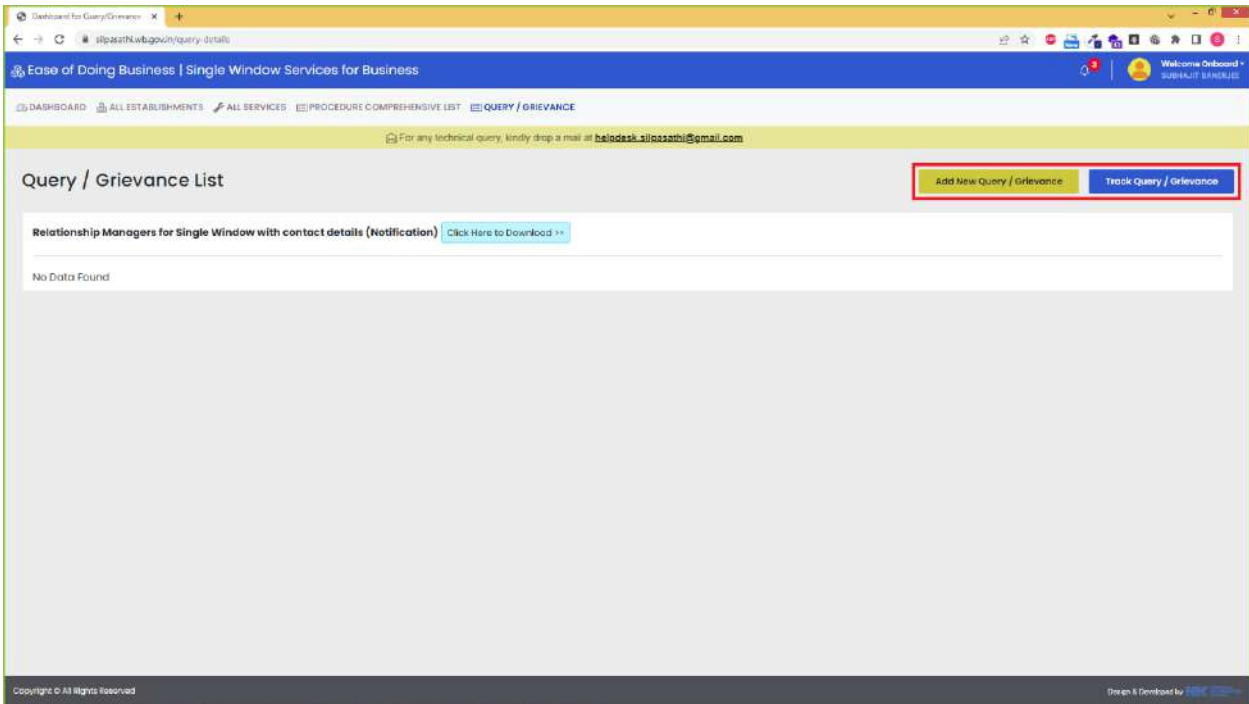 Dashboard for Query/Grievance
silpasathi.wb.gov.in/query-details
Ease of Doing Business | Single Window Services for Business
3
Welcome Onboard
SUBHAJIT BANERJEE
DASHBOARD ALL ESTABLISHMENTS ALL SERVICES PROCEDURE COMPREHENSIVE LIST QUERY / GRIEVANCE
For any technical query, kindly drop a mail at helpdesk.silpasathi@gmail.com
Query / Grievance List
Add New Query / Grievance
Track Query / Grievance
Relationship Managers for Single Window with contact details (Notification) Click Here to Download >>
No Data Found
Copyright © All Rights Reserved
Design & Developed by